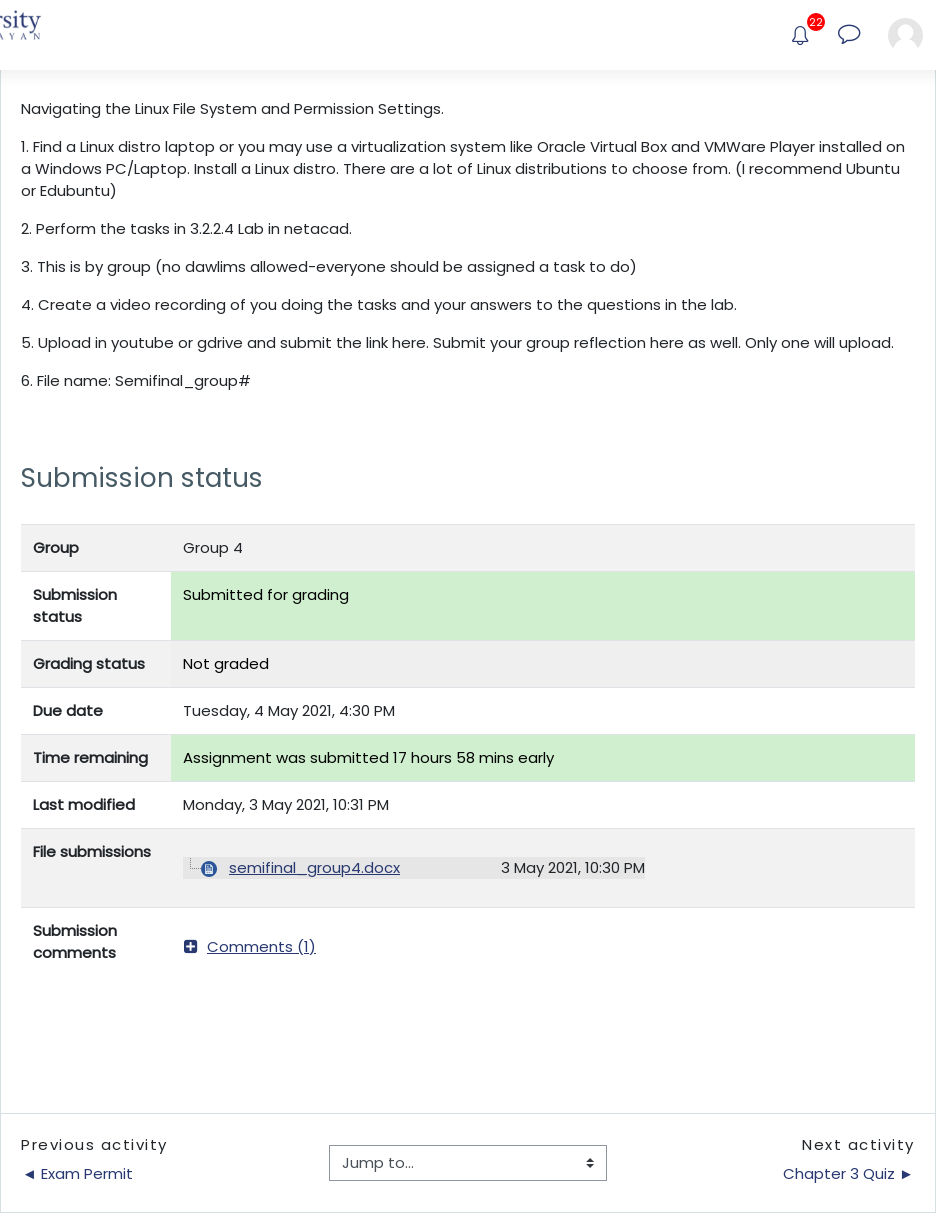 rsity
AYAN
22
Navigating the Linux File System and Permission Settings.
1. Find a Linux distro laptop or you may use a virtualization system like Oracle Virtual Box and VMWare Player installed on
a Windows PC/Laptop. Install a Linux distro. There are a lot of Linux distributions to choose from. (I recommend Ubuntu
or Edubuntu)
2. Perform the tasks in 3.2.2.4 Lab in netacad.
3. This is by group (no dawlims allowed-everyone should be assigned a task to do)
4. Create a video recording of you doing the tasks and your answers to the questions in the lab.
5. Upload in youtube or gdrive and submit the link here. Submit your group reflection here as well. Only one will upload.
6. File name: Semifinal_group#
Submission status
Group Group 4
Submission Submitted for grading
status
Grading status Not graded
Due date Tuesday, 4 May 2021, 4:30 PM
Time remaining Assignment was submitted 17 hours 58 mins early
Last modified Monday, 3 May 2021, 10:31 PM
File submissions
semifinal_group4.docx 3 May 2021, 10:30 PM
Submission
comments
Comments (1)
Previous activity
◄ Exam Permit
Jump to...
Next activity
Chapter 3 Quiz ►